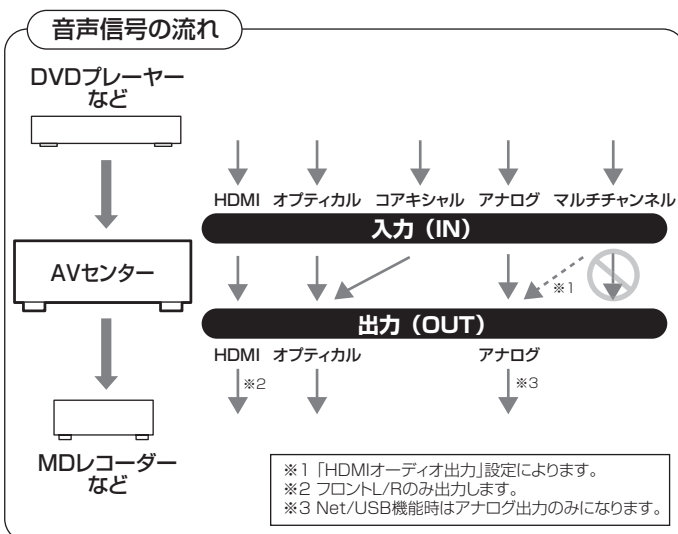 音声信号の流れ
DVDプレーヤー
など
HDMI オプティカル コアキシャル アナログ マルチチャンネル
入力（IN）
AVセンター
※1
出力（OUT）
HDMI オプティカル アナログ
※2 ※3
MDレコーダー
など
※1「HDMIオーディオ出力」設定によります。
※2 フロントL/Rのみ出力します。
※3 Net/USB機能時はアナログ出力のみになります。